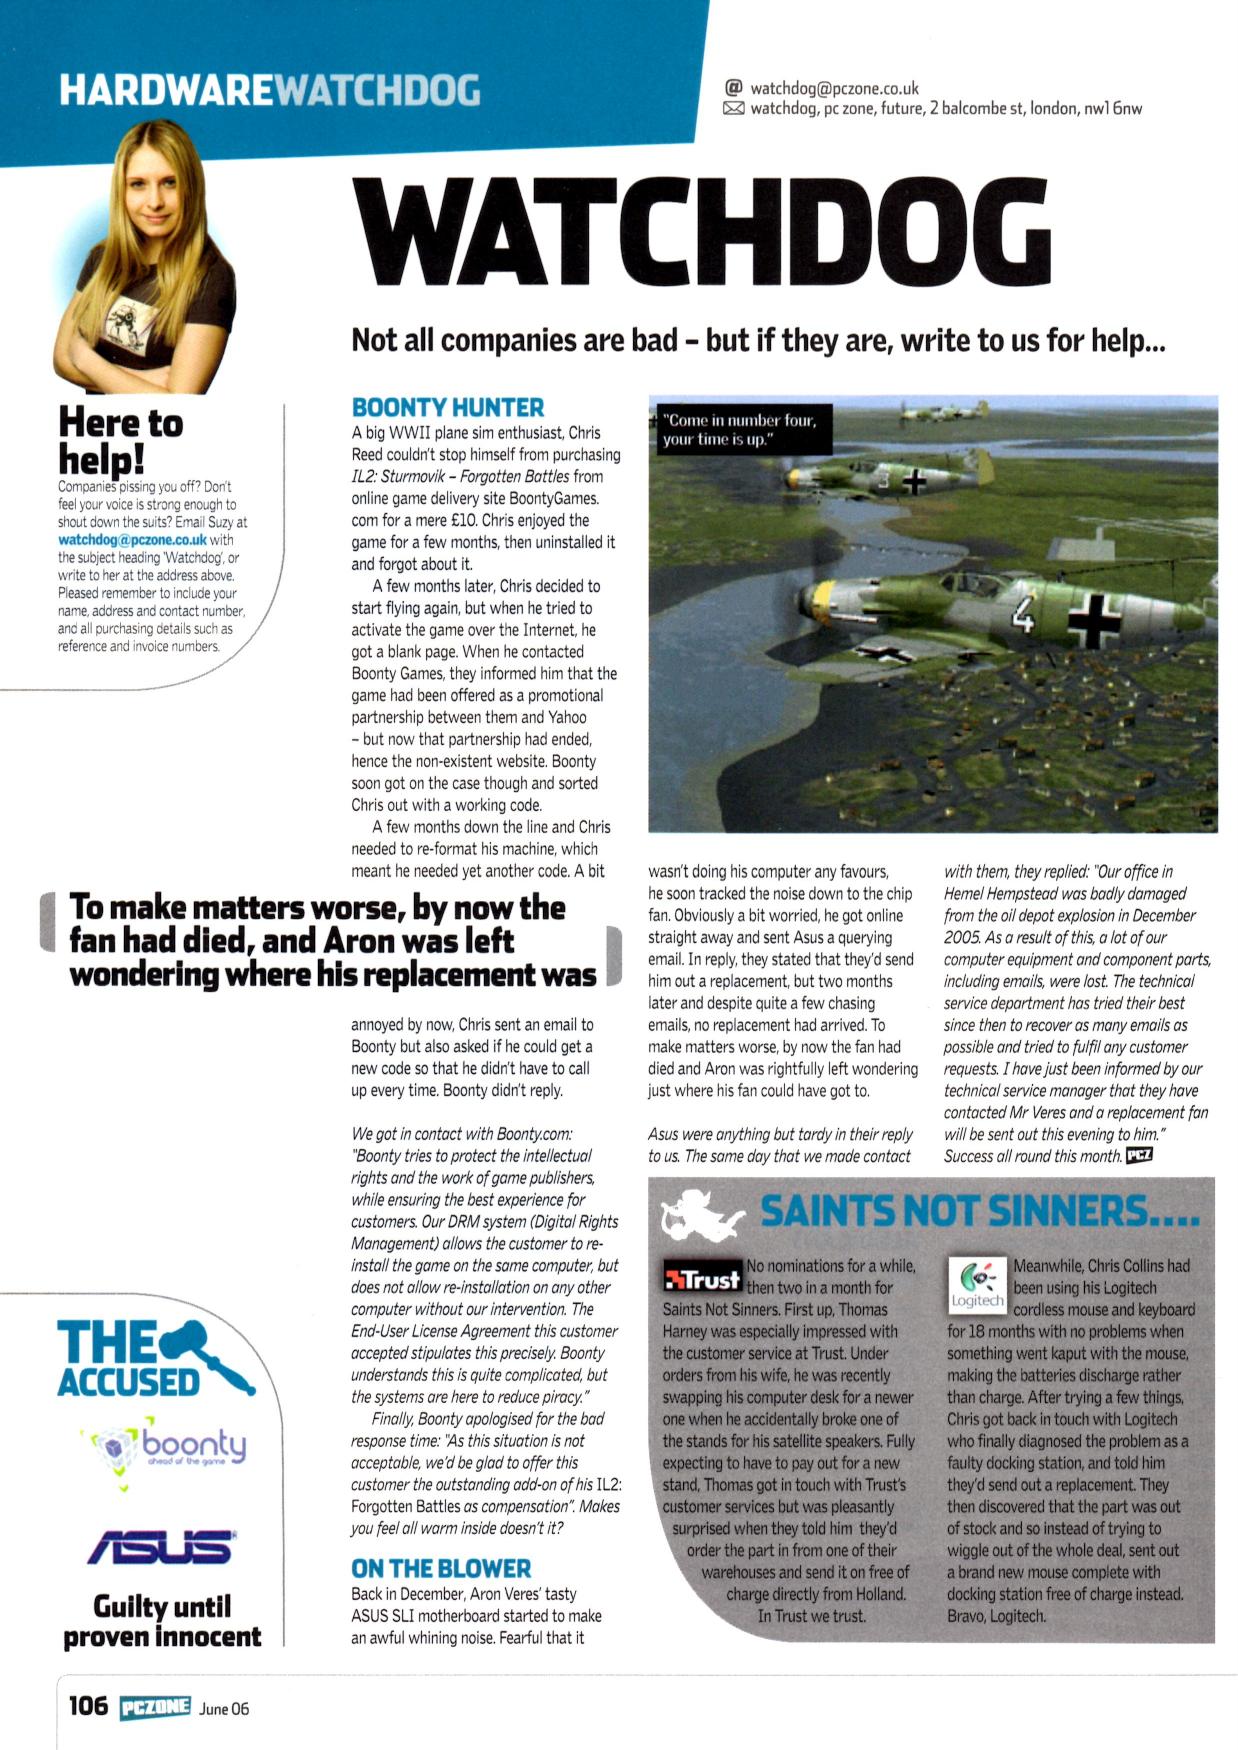 HARDWAREWATCHDOG
@ watchdog@pczone.co.uk
watchdog, pc zone, future, 2 balcombe st, london, nw1 6nw
WATCHDOG
Not all companies are bad – but if they are, write to us for help...
Here to
help!
Companies pissing you off? Don't
feel your voice is strong enough to
shout down the suits? Email Suzy at
watchdog@pczone.co.uk with
the subject heading 'Watchdog', or
write to her at the address above.
Pleased remember to include your
name, address and contact number,
and all purchasing details such as
reference and invoice numbers.
BOONTY HUNTER
A big WWII plane sim enthusiast, Chris
Reed couldn't stop himself from purchasing
IL2: Sturmovik – Forgotten Battles from
online game delivery site BoontyGames.
com for a mere £10. Chris enjoyed the
game for a few months, then uninstalled it
and forgot about it.
A few months later, Chris decided to
start flying again, but when he tried to
activate the game over the Internet, he
got a blank page. When he contacted
Boonty Games, they informed him that the
game had been offered as a promotional
partnership between them and Yahoo
– but now that partnership had ended,
hence the non-existent website. Boonty
soon got on the case though and sorted
Chris out with a working code.
A few months down the line and Chris
needed to re-format his machine, which
meant he needed yet another code. A bit
To make matters worse, by now the
fan had died, and Aron was left
wondering where his replacement was
annoyed by now, Chris sent an email to
Boonty but also asked if he could get a
new code so that he didn't have to call
up every time. Boonty didn't reply.
We got in contact with Boonty.com:
"Boonty tries to protect the intellectual
rights and the work of game publishers,
while ensuring the best experience for
customers. Our DRM system (Digital Rights
Management) allows the customer to re-
install the game on the same computer, but
does not allow re-installation on any other
computer without our intervention. The
End-User License Agreement this customer
accepted stipulates this precisely. Boonty
understands this is quite complicated, but
the systems are here to reduce piracy."
Finally, Boonty apologised for the bad
response time: "As this situation is not
acceptable, we'd be glad to offer this
customer the outstanding add-on of his IL2:
Forgotten Battles as compensation". Makes
you feel all warm inside doesn't it?
ON THE BLOWER
Back in December, Aron Veres' tasty
ASUS SLI motherboard started to make
an awful whining noise. Fearful that it
"Come in number four,
your time is up."
3
4
wasn't doing his computer any favours,
he soon tracked the noise down to the chip
fan. Obviously a bit worried, he got online
straight away and sent Asus a querying
email. In reply, they stated that they'd send
him out a replacement, but two months
later and despite quite a few chasing
emails, no replacement had arrived. To
make matters worse, by now the fan had
died and Aron was rightfully left wondering
just where his fan could have got to.
Asus were anything but tardy in their reply
to us. The same day that we made contact
with them, they replied: "Our office in
Hemel Hempstead was badly damaged
from the oil depot explosion in December
2005. As a result of this, a lot of our
computer equipment and component parts,
including emails, were lost. The technical
service department has tried their best
since then to recover as many emails as
possible and tried to fulfil any customer
requests. I have just been informed by our
technical service manager that they have
contacted Mr Veres and a replacement fan
will be sent out this evening to him."
Success all round this month. PCZ
SAINTS NOT SINNERS....
Trust
No nominations for a while,
then two in a month for
Saints Not Sinners. First up, Thomas
Harney was especially impressed with
the customer service at Trust. Under
orders from his wife, he was recently
swapping his computer desk for a newer
one when he accidentally broke one of
the stands for his satellite speakers. Fully
expecting to have to pay out for a new
stand, Thomas got in touch with Trust's
customer services but was pleasantly
surprised when they told him they'd
order the part in from one of their
warehouses and send it on free of
charge directly from Holland.
In Trust we trust.
Logitech
Meanwhile, Chris Collins had
been using his Logitech
cordless mouse and keyboard
for 18 months with no problems when
something went kaput with the mouse,
making the batteries discharge rather
than charge. After trying a few things,
Chris got back in touch with Logitech
who finally diagnosed the problem as a
faulty docking station, and told him
they'd send out a replacement. They
then discovered that the part was out
of stock and so instead of trying to
wiggle out of the whole deal, sent out
a brand new mouse complete with
docking station free of charge instead.
Bravo, Logitech.
THE
ACCUSED
boonty
ahead of the game
ASUS
Guilty until
proven innocent
106 PCZONE June 06